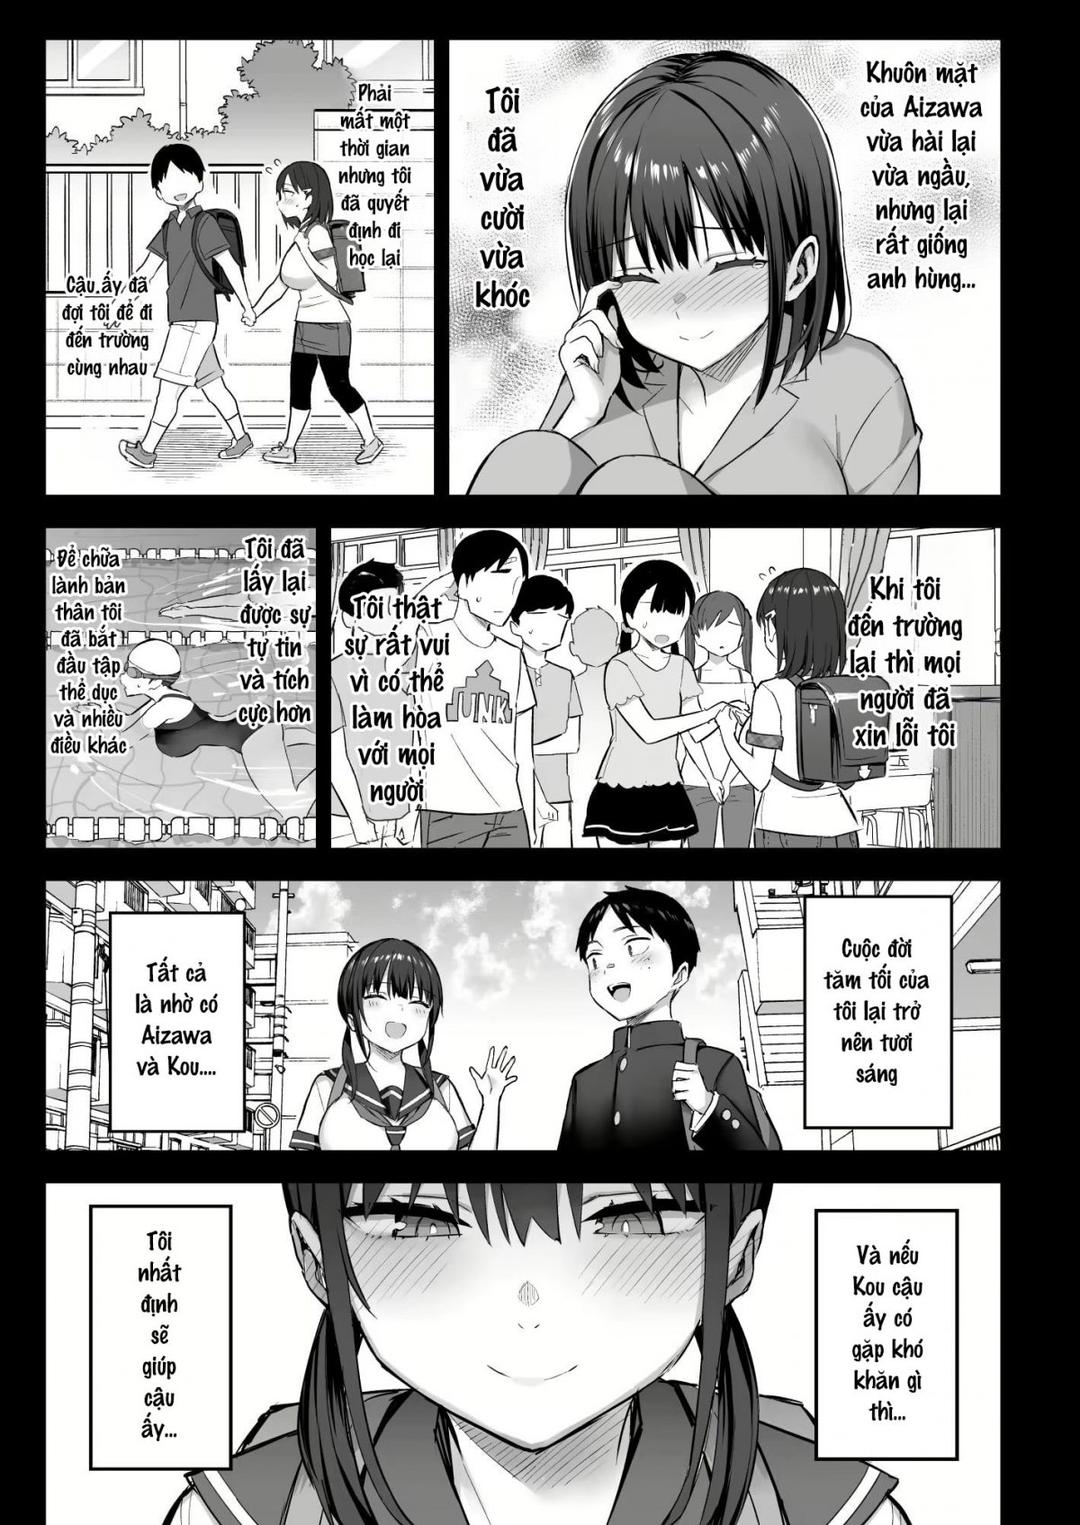 Khuôn mặt
của Aizawa
vừa hài lại
vừa ngầu,
nhưng lại
rất giống
anh hùng...
Tôi
đã
vừa
cười
vừa
khóc
Phải
mất một
thời gian
nhưng tôi
đã quyết
định đi
học lại
Cậu ấy đã
đợi tôi để đi
đến trường
cùng nhau
Khi tôi
đến trường
lại thì mọi
người đã
xin lỗi tôi
Tôi thật
sự rất vui
vì có thể
làm hòa
với mọi
người
UNK
Tôi đã
lấy lại
được sự
tự tin
và tích
cực hơn
Để chữa
lành bản
thân tôi
đã bắt
đầu tập
thể dục
và nhiều
điều khác
Cuộc đời
tăm tối của
tôi lại trở
nên tươi
sáng
Tất cả
là nhờ có
Aizawa
và Kou....
Và nếu
Kou cậu
ấy có
gặp khó
khăn gì
thì...
Tôi
nhất
định
sẽ
giúp
cậu
ấy...